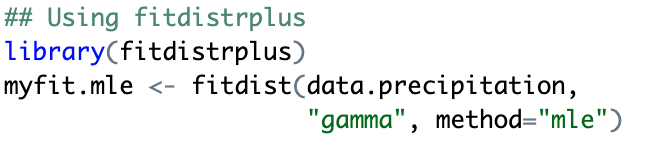 ## Using fitdistrplus
library(fitdistrplus)
myfit.mle <- fitdist(data.precipitation,
                     "gamma", method="mle")